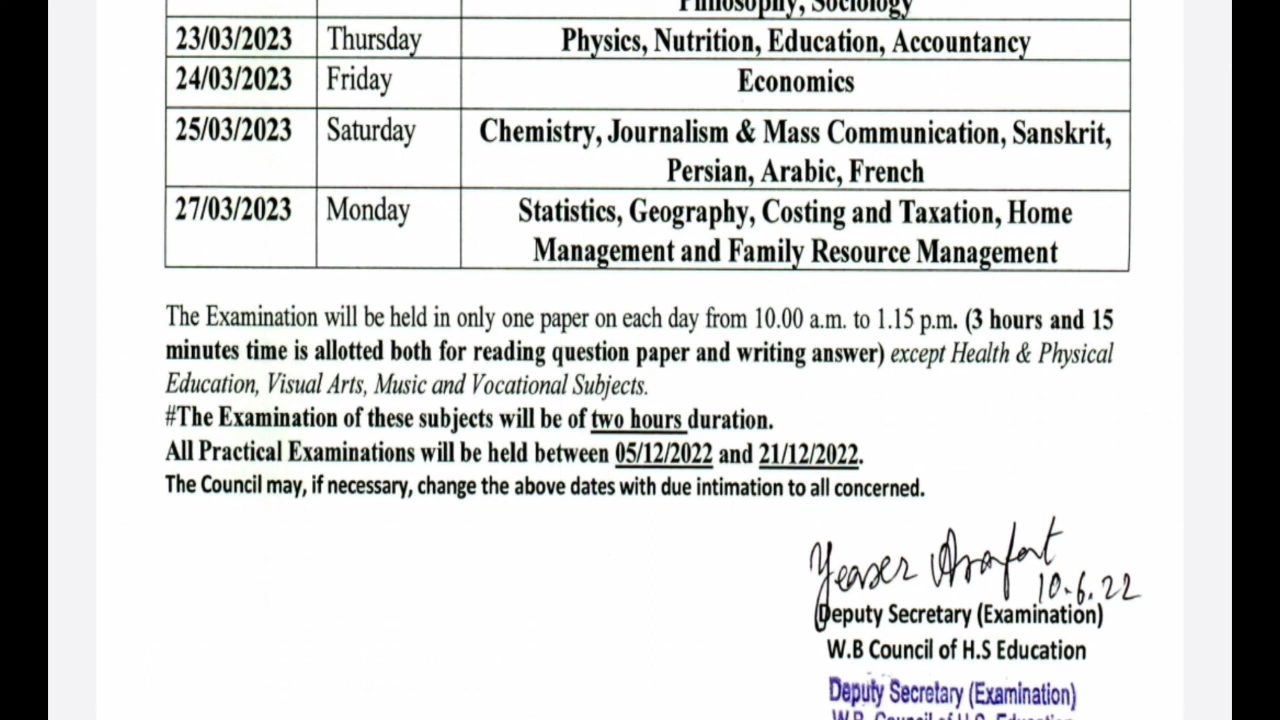 Philosophy, Sociology
23/03/2023 Thursday Physics, Nutrition, Education, Accountancy
24/03/2023 Friday Economics
25/03/2023 Saturday Chemistry, Journalism & Mass Communication, Sanskrit,
Persian, Arabic, French
27/03/2023 Monday Statistics, Geography, Costing and Taxation, Home
Management and Family Resource Management
The Examination will be held in only one paper on each day from 10.00 a.m. to 1.15 p.m. (3 hours and 15
minutes time is allotted both for reading question paper and writing answer) except Health & Physical
Education, Visual Arts, Music and Vocational Subjects.
#The Examination of these subjects will be of two hours duration.
All Practical Examinations will be held between 05/12/2022 and 21/12/2022.
The Council may, if necessary, change the above dates with due intimation to all concerned.
Yeaser Arafat
10.6.22
Deputy Secretary (Examination)
W.B Council of H.S Education
Deputy Secretary (Examination)
W.B. Council of H.S. Education